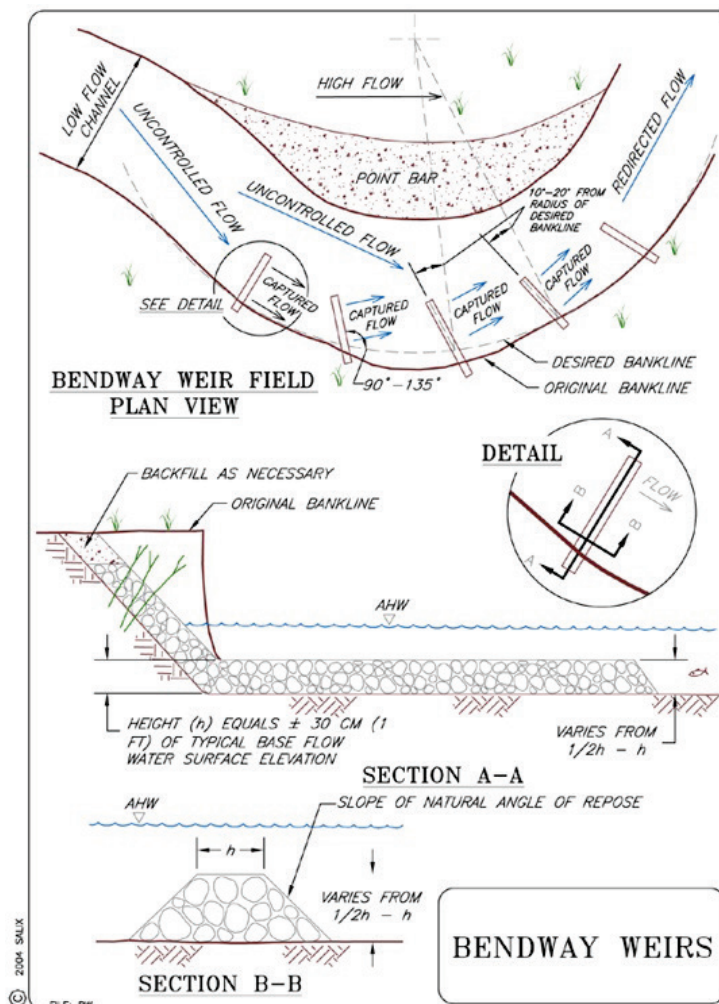 LOW FLOW
CHANNEL
HIGH FLOW
UNCONTROLLED
FLOW
UNCONTROLLED
FLOW
POINT BAR
10°-20° FROM
RADIUS OF
DESIRED
BANKLINE
REDIRECTED FLOW
SEE DETAIL
CAPTURED
FLOW
CAPTURED
FLOW
CAPTURED
FLOW
CAPTURED
FLOW
90°-135°
DESIRED BANKLINE
ORIGINAL BANKLINE
BENDWAY WEIR FIELD
PLAN VIEW
DETAIL
A
B
FLOW
B
A
BACKFILL AS NECESSARY
ORIGINAL BANKLINE
AHW
HEIGHT (h) EQUALS ± 30 CM (1
FT) OF TYPICAL BASE FLOW
WATER SURFACE ELEVATION
VARIES FROM
1/2h - h
SECTION A-A
AHW
SLOPE OF NATURAL ANGLE OF REPOSE
h
VARIES FROM
1/2h - h
SECTION B-B
BENDWAY WEIRS
© 2004 SALIX